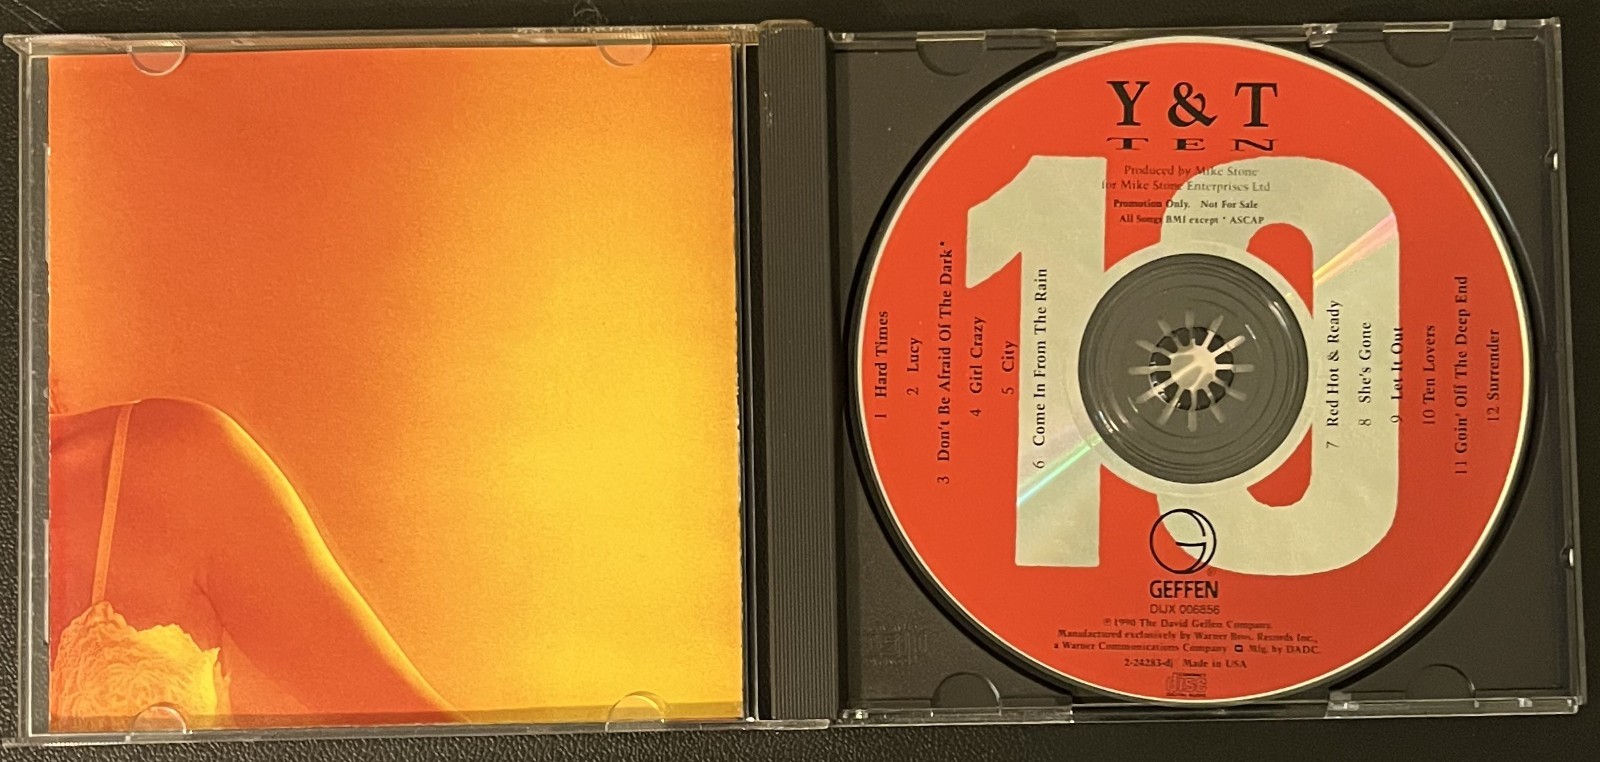 Y & T
TEN
10
Produced by Mike Stone
for Mike Stone Enterprises Ltd.
Promotion Only. Not For Sale
All Songs BMI except * ASCAP
1 Hard Times
2 Lucy
3 Don't Be Afraid Of The Dark*
4 Girl Crazy
5 City
6 Come In From The Rain
7 Red Hot & Ready
8 She's Gone
9 Let It Out
10 Ten Lovers
11 Goin' Off The Deep End
12 Surrender
G
GEFFEN
DIJX 006856
℗ 1990 The David Geffen Company.
Manufactured exclusively by Warner Bros. Records Inc.,
a Warner Communications Company Mfg. by DADC.
2-24283-dj Made in USA
disc
DIGITAL AUDIO